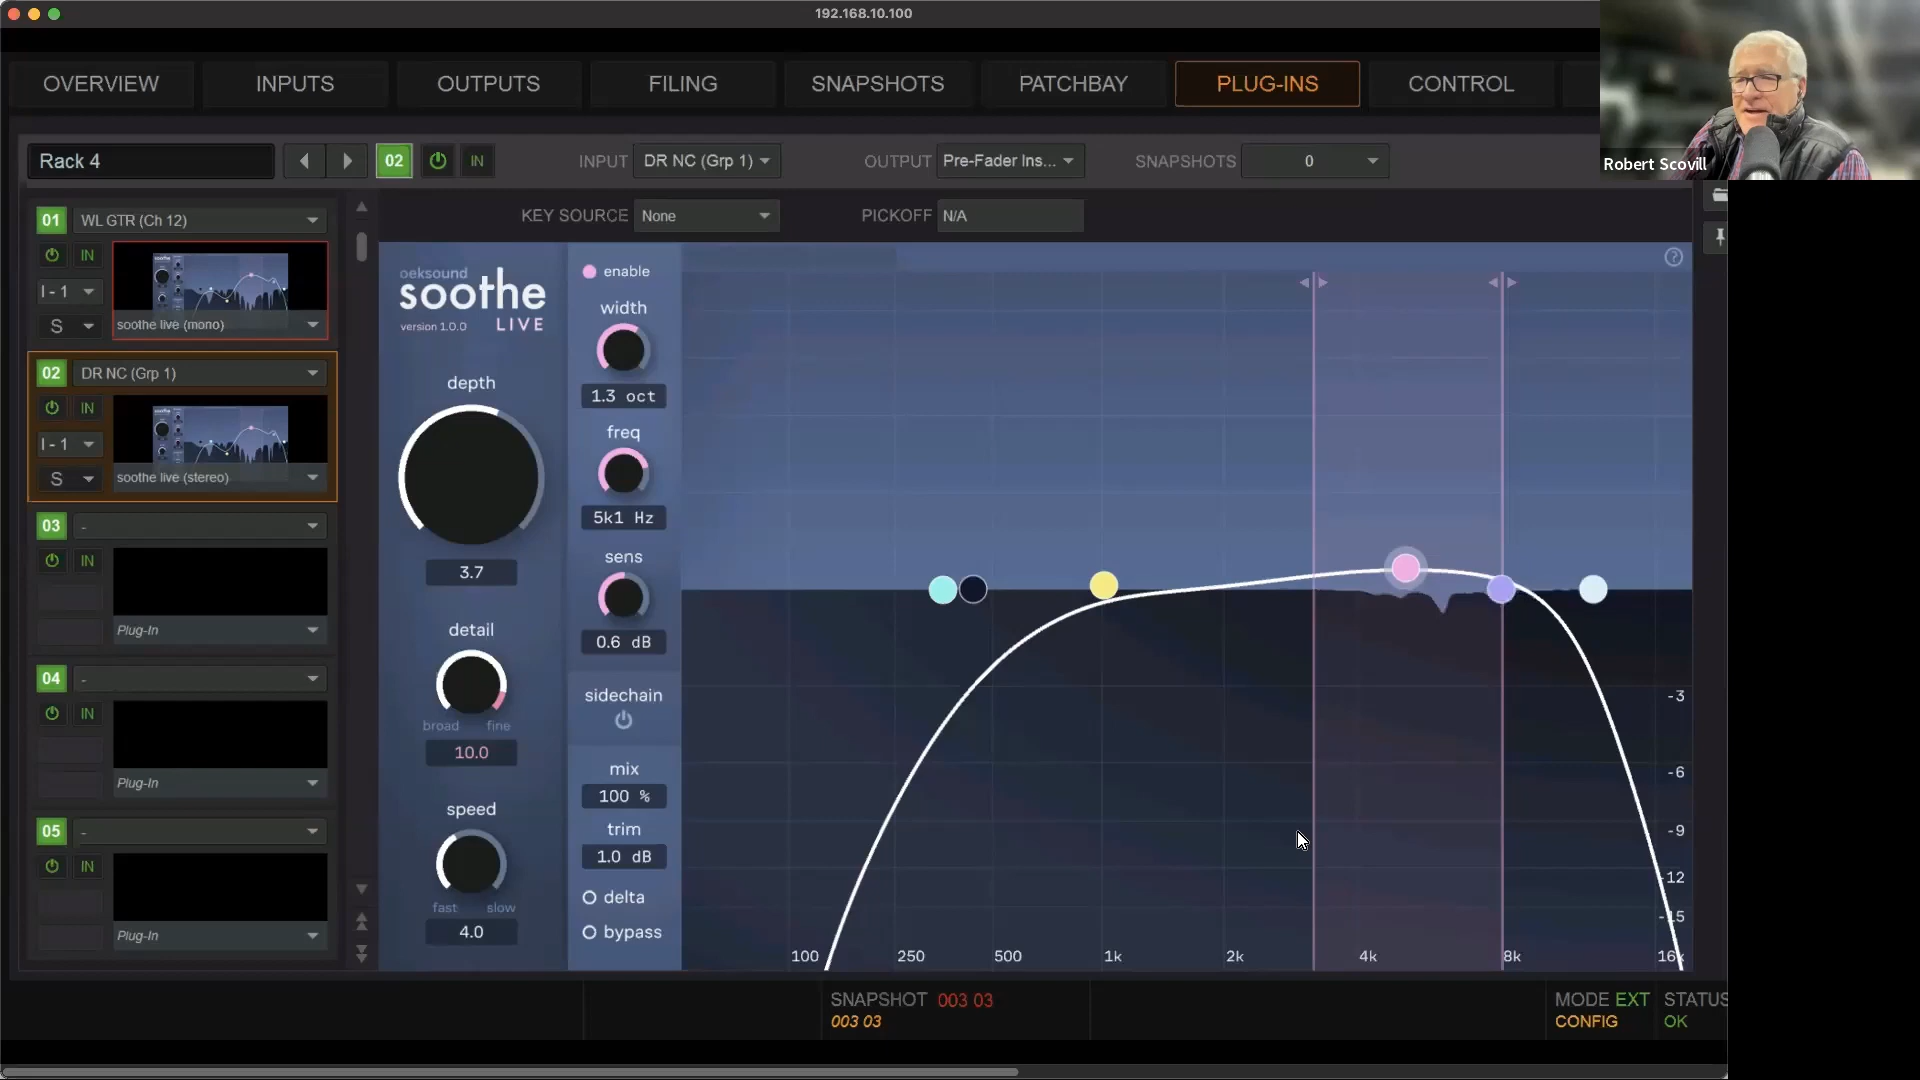 192.168.10.100
OVERVIEW
INPUTS
OUTPUTS
FILING
SNAPSHOTS
PATCHBAY
PLUG-INS
CONTROL
Robert Scovill
Rack 4
02
IN
INPUT
DR NC (Grp 1)
OUTPUT
Pre-Fader Ins...
SNAPSHOTS
0
KEY SOURCE
None
PICKOFF
N/A
01
WL GTR (Ch 12)
IN
I - 1
S
soothe live (mono)
02
DR NC (Grp 1)
IN
I - 1
S
soothe live (stereo)
03
-
IN
Plug-In
04
-
IN
Plug-In
05
-
IN
Plug-In
oeksound
soothe
version 1.0.0 LIVE
depth
3.7
detail
broad fine
10.0
speed
fast slow
4.0
enable
width
1.3 oct
freq
5k1 Hz
sens
0.6 dB
sidechain
mix
100 %
trim
1.0 dB
delta
bypass
?
-3
-6
-9
-12
-15
100 250 500 1k 2k 4k 8k 16k
SNAPSHOT 003 03
003 03
MODE EXT
CONFIG
STATUS
OK